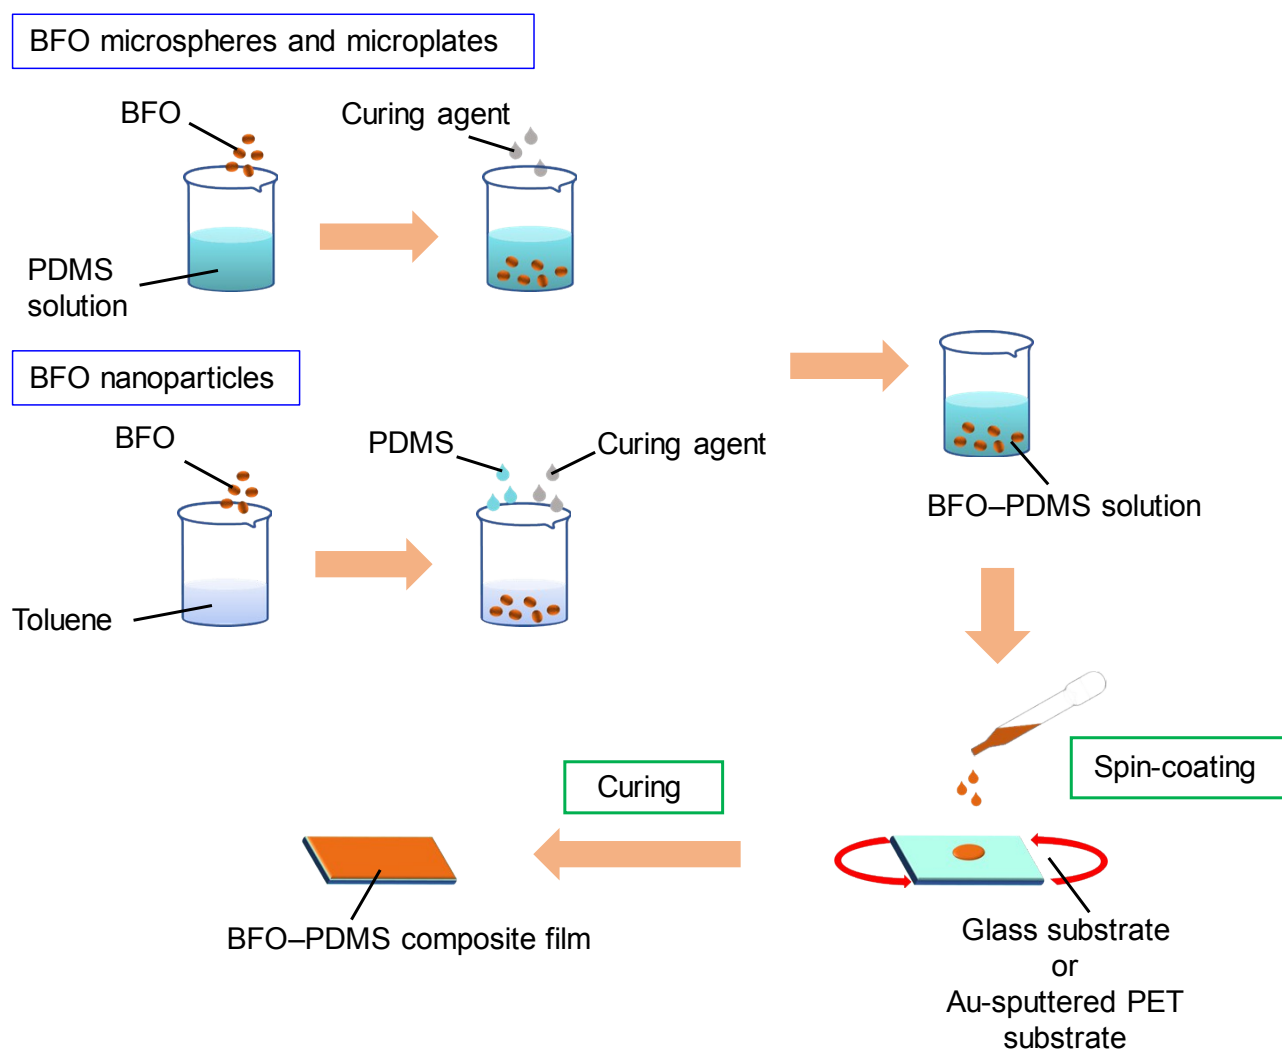 BFO microspheres and microplates
BFO
Curing agent
PDMS
solution
BFO nanoparticles
BFO
PDMS
Curing agent
Toluene
BFO–PDMS solution
Spin-coating
Curing
BFO–PDMS composite film
Glass substrate
or
Au-sputtered PET
substrate